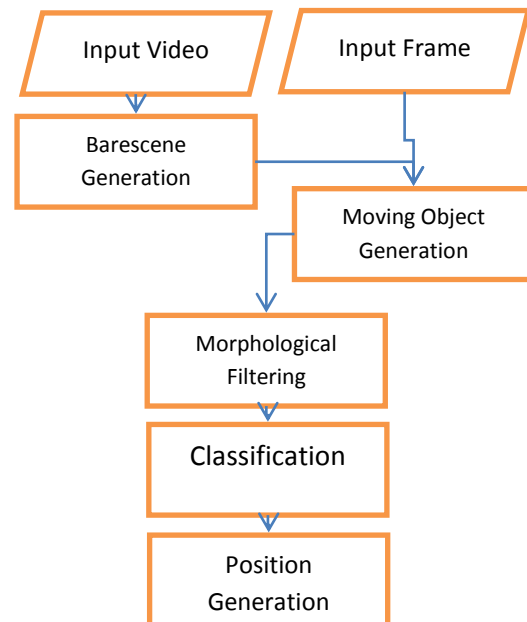 Input Video
Input Frame
Barescene
Generation
Moving Object
Generation
Morphological
Filtering
Classification
Position
Generation